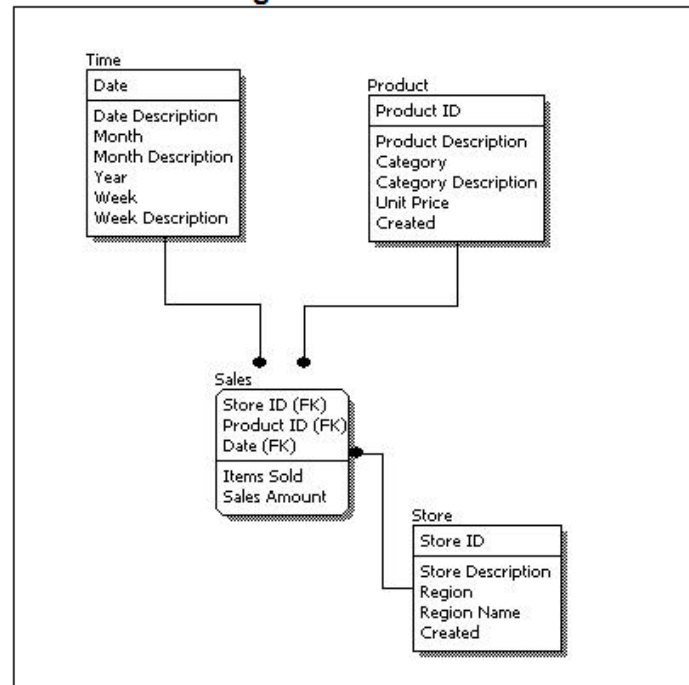 Time
Date
Date Description
Month
Month Description
Year
Week
Week Description
Product
Product ID
Product Description
Category
Category Description
Unit Price
Created
Sales
Store ID (FK)
Product ID (FK)
Date (FK)
Items Sold
Sales Amount
Store
Store ID
Store Description
Region
Region Name
Created